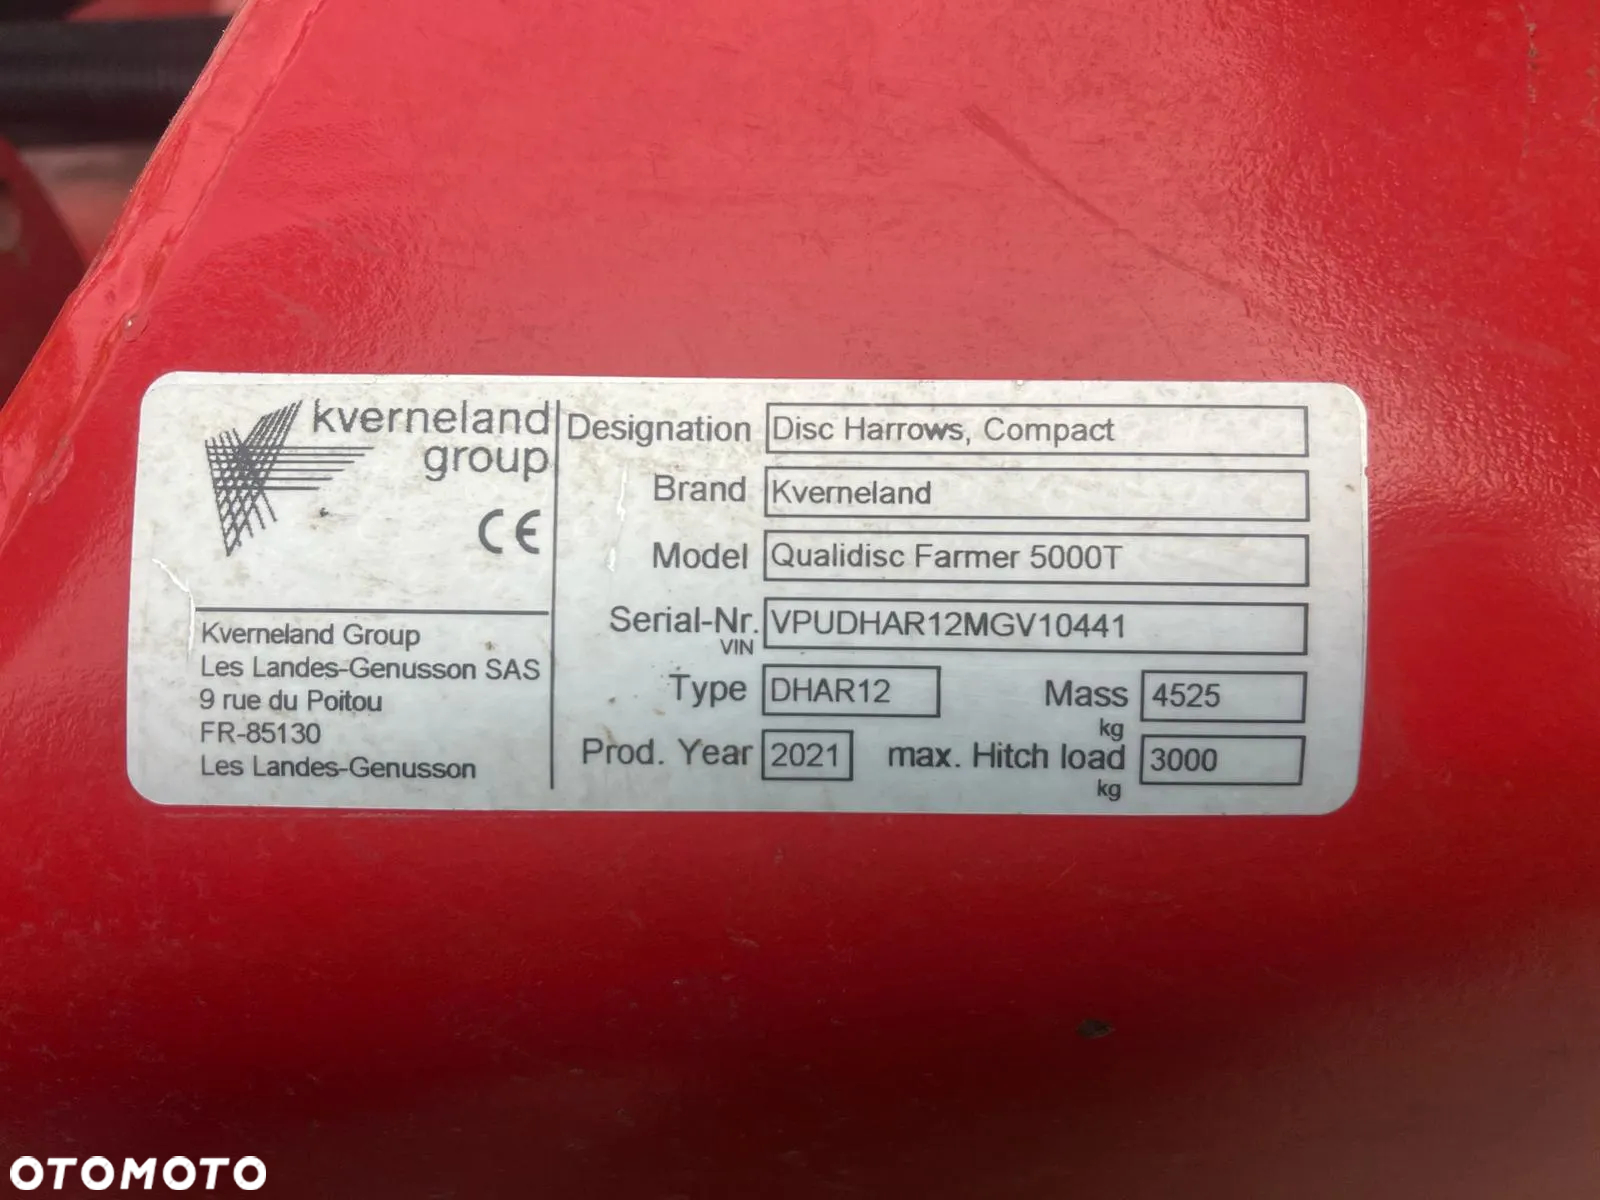 kverneland
group
CE
Kverneland Group
Les Landes-Genusson SAS
9 rue du Poitou
FR-85130
Les Landes-Genusson
Designation Disc Harrows, Compact
Brand Kverneland
Model Qualidisc Farmer 5000T
Serial-Nr. VPUDHAR12MGV10441
VIN
Type DHAR12 Mass 4525
kg
Prod. Year 2021 max. Hitch load 3000
kg
OTOMOTO